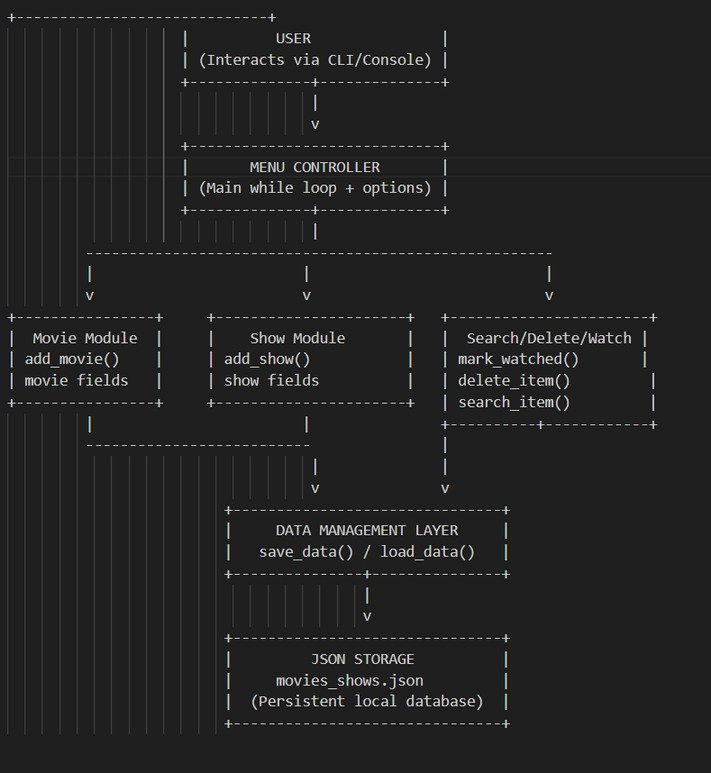 +-----------------------------+
|          USER               |
| (Interacts via CLI/Console) |
+--------------+--------------+
|
v
+-----------------------------+
|       MENU CONTROLLER       |
| (Main while loop + options) |
+--------------+--------------+
|
------------------------------------------------------
|                        |                           |
v                        v                           v
+----------------+     +----------------------+   +-----------------------+
|  Movie Module  |     |    Show Module       |   |  Search/Delete/Watch |
| add_movie()    |     | add_show()           |   | mark_watched()       |
| movie fields   |     | show fields          |   | delete_item()         |
+----------------+     +----------------------+   | search_item()         |
|                        |               +----------+------------+
--------------------------               |
|              |
v              v
+-------------------------------+
|     DATA MANAGEMENT LAYER     |
|   save_data() / load_data()   |
+---------------+---------------+
|
v
+-------------------------------+
|         JSON STORAGE          |
|     movies_shows.json         |
|  (Persistent local database)  |
+-------------------------------+